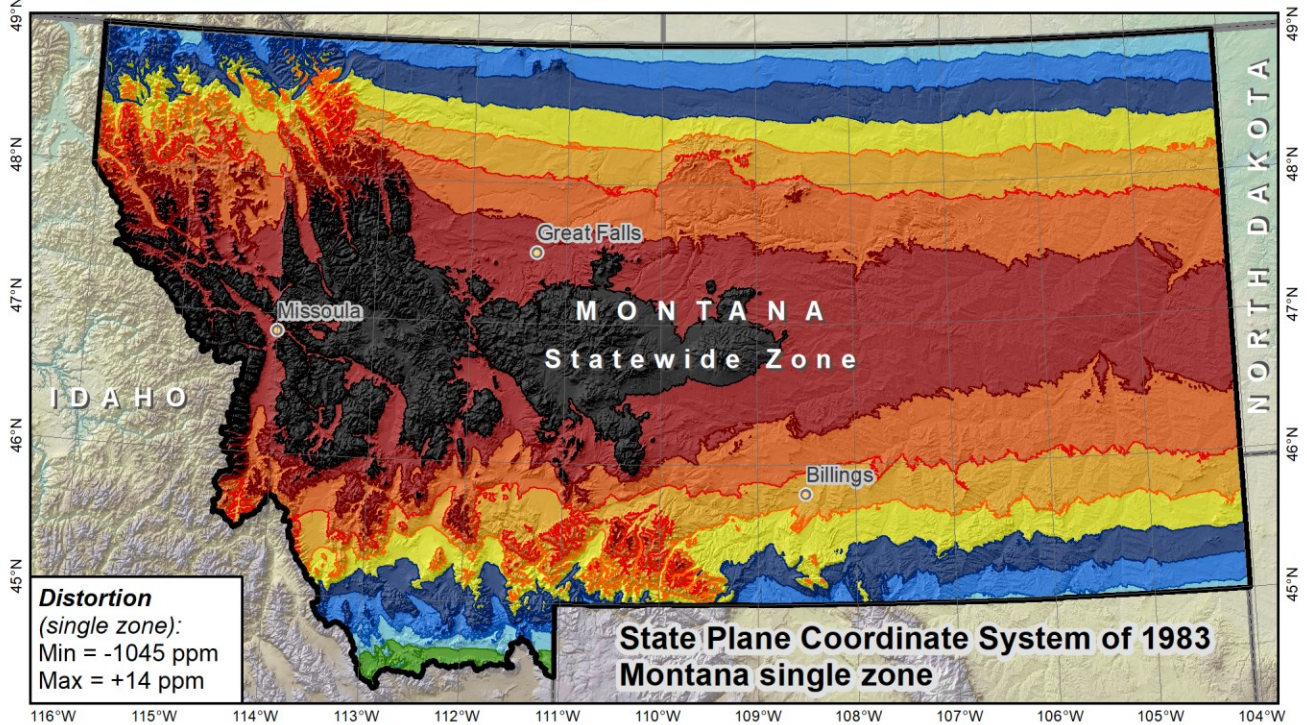 49°N
49°N
48°N
48°N
47°N
47°N
46°N
46°N
45°N
45°N
NORTH DAKOTA
IDAHO
Great Falls
Missoula
MONTANA
Statewide Zone
Billings
Distortion
(single zone):
Min = -1045 ppm
Max = +14 ppm
State Plane Coordinate System of 1983
Montana single zone
116°W 115°W 114°W 113°W 112°W 111°W 110°W 109°W 108°W 107°W 106°W 105°W 104°W